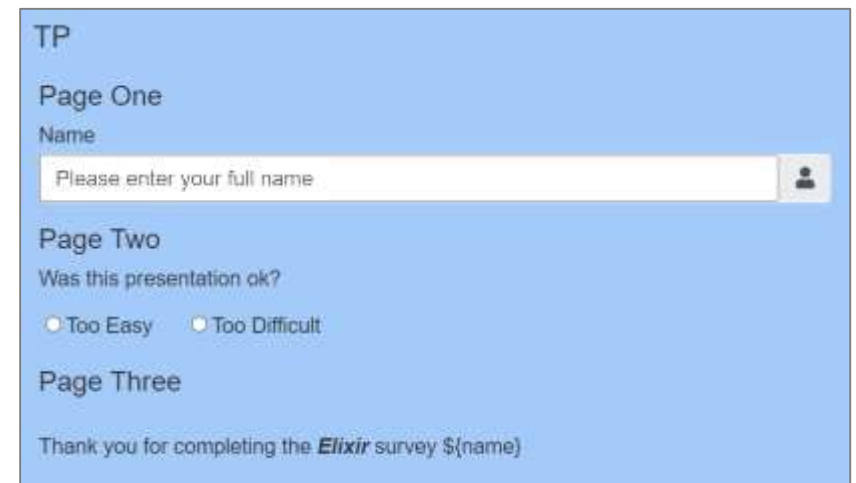 TP
Page One
Name
Please enter your full name
Page Two
Was this presentation ok?
Too Easy Too Difficult
Page Three
Thank you for completing the Elixir survey ${name}